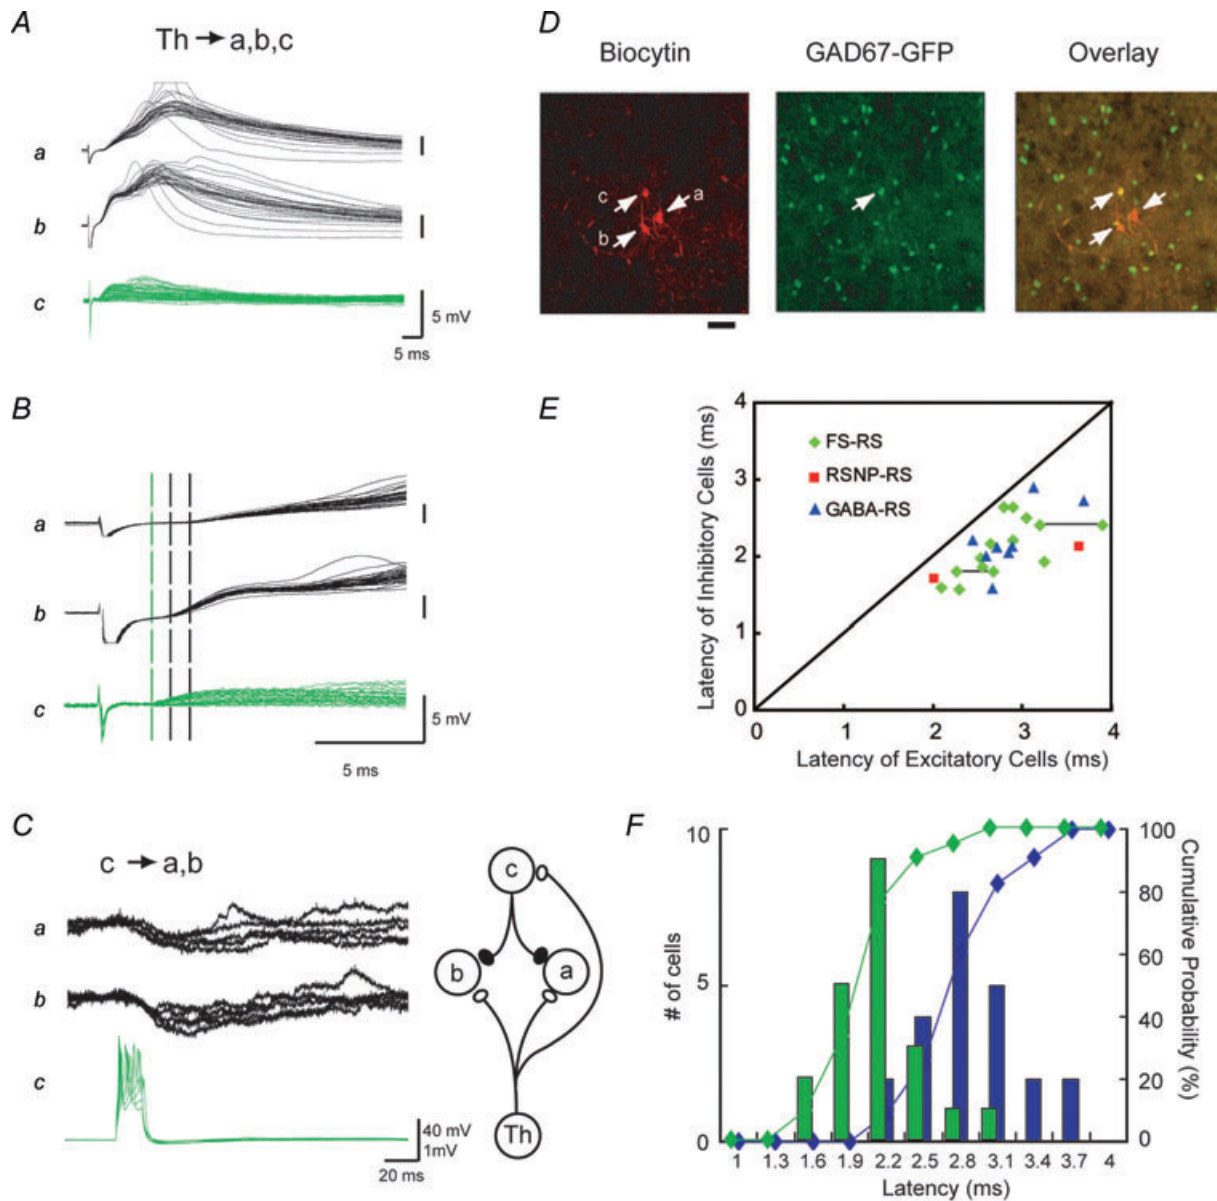 A
Th → a,b,c
a
b
c
5 mV
5 ms
B
a
b
c
5 mV
5 ms
C
c → a,b
a
b
c
40 mV
1mV
20 ms
c
b
a
Th
D
Biocytin
GAD67-GFP
Overlay
c
a
b
E
4
3
2
1
0
Latency of Inhibitory Cells (ms)
FS-RS
RSNP-RS
GABA-RS
0 1 2 3 4
Latency of Excitatory Cells (ms)
F
10
5
0
# of cells
100
80
60
40
20
0
Cumulative Probability (%)
1 1.3 1.6 1.9 2.2 2.5 2.8 3.1 3.4 3.7 4
Latency (ms)